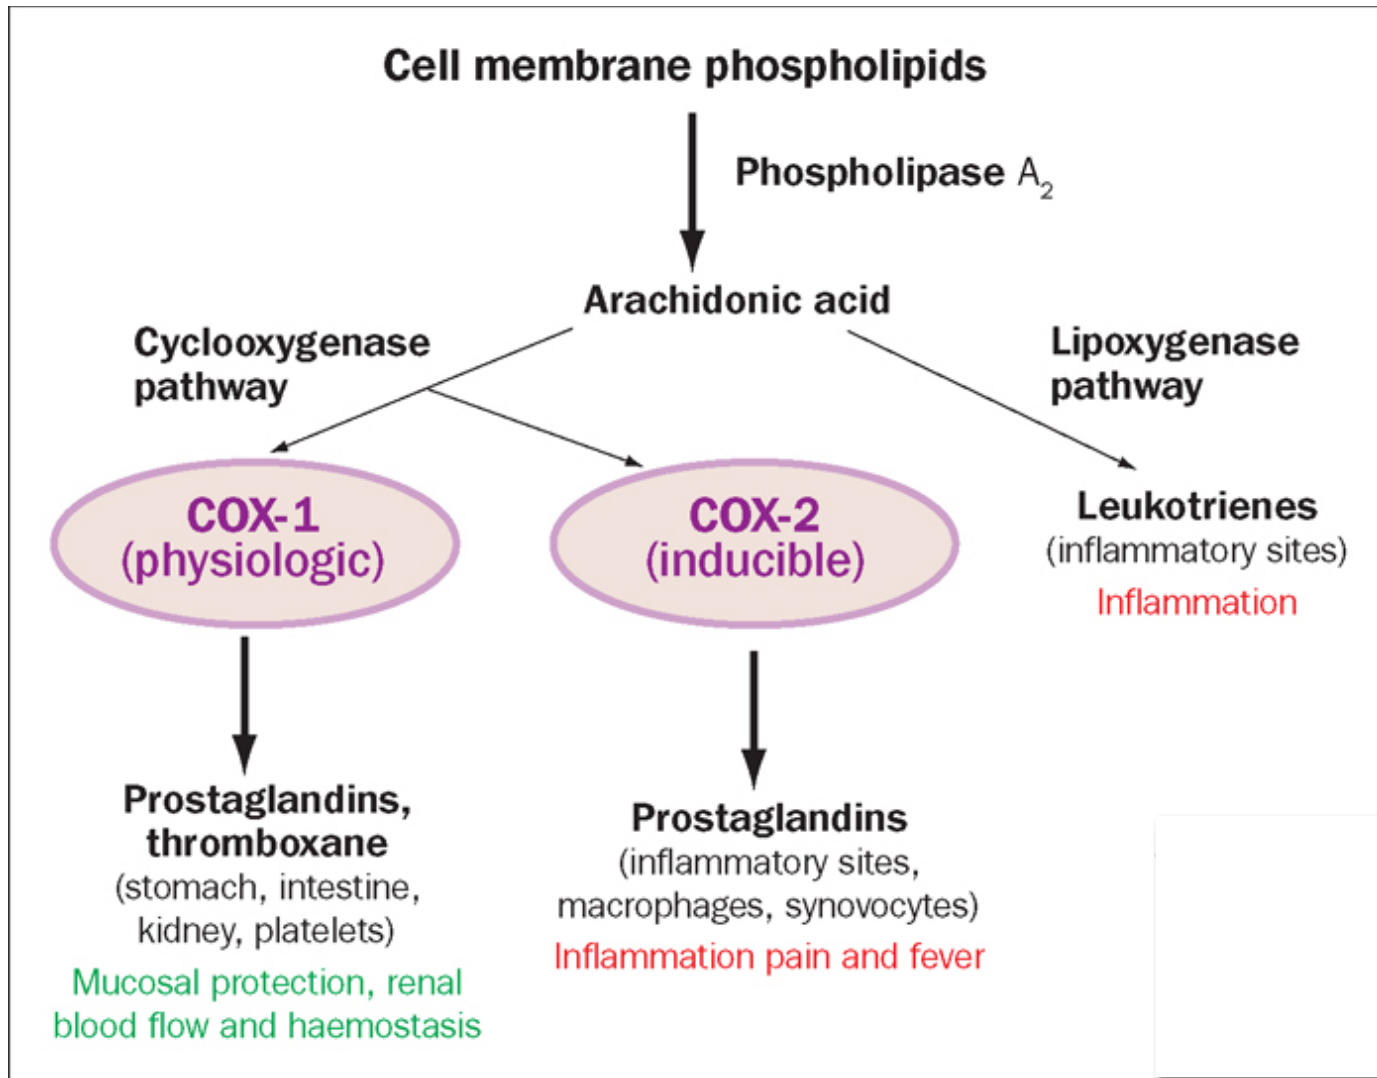 Cell membrane phospholipids
Phospholipase A₂
Arachidonic acid
Cyclooxygenase
pathway
Lipoxygenase
pathway
COX-1
(physiologic)
COX-2
(inducible)
Leukotrienes
(inflammatory sites)
Inflammation
Prostaglandins,
thromboxane
(stomach, intestine,
kidney, platelets)
Mucosal protection, renal
blood flow and haemostasis
Prostaglandins
(inflammatory sites,
macrophages, synovocytes)
Inflammation pain and fever